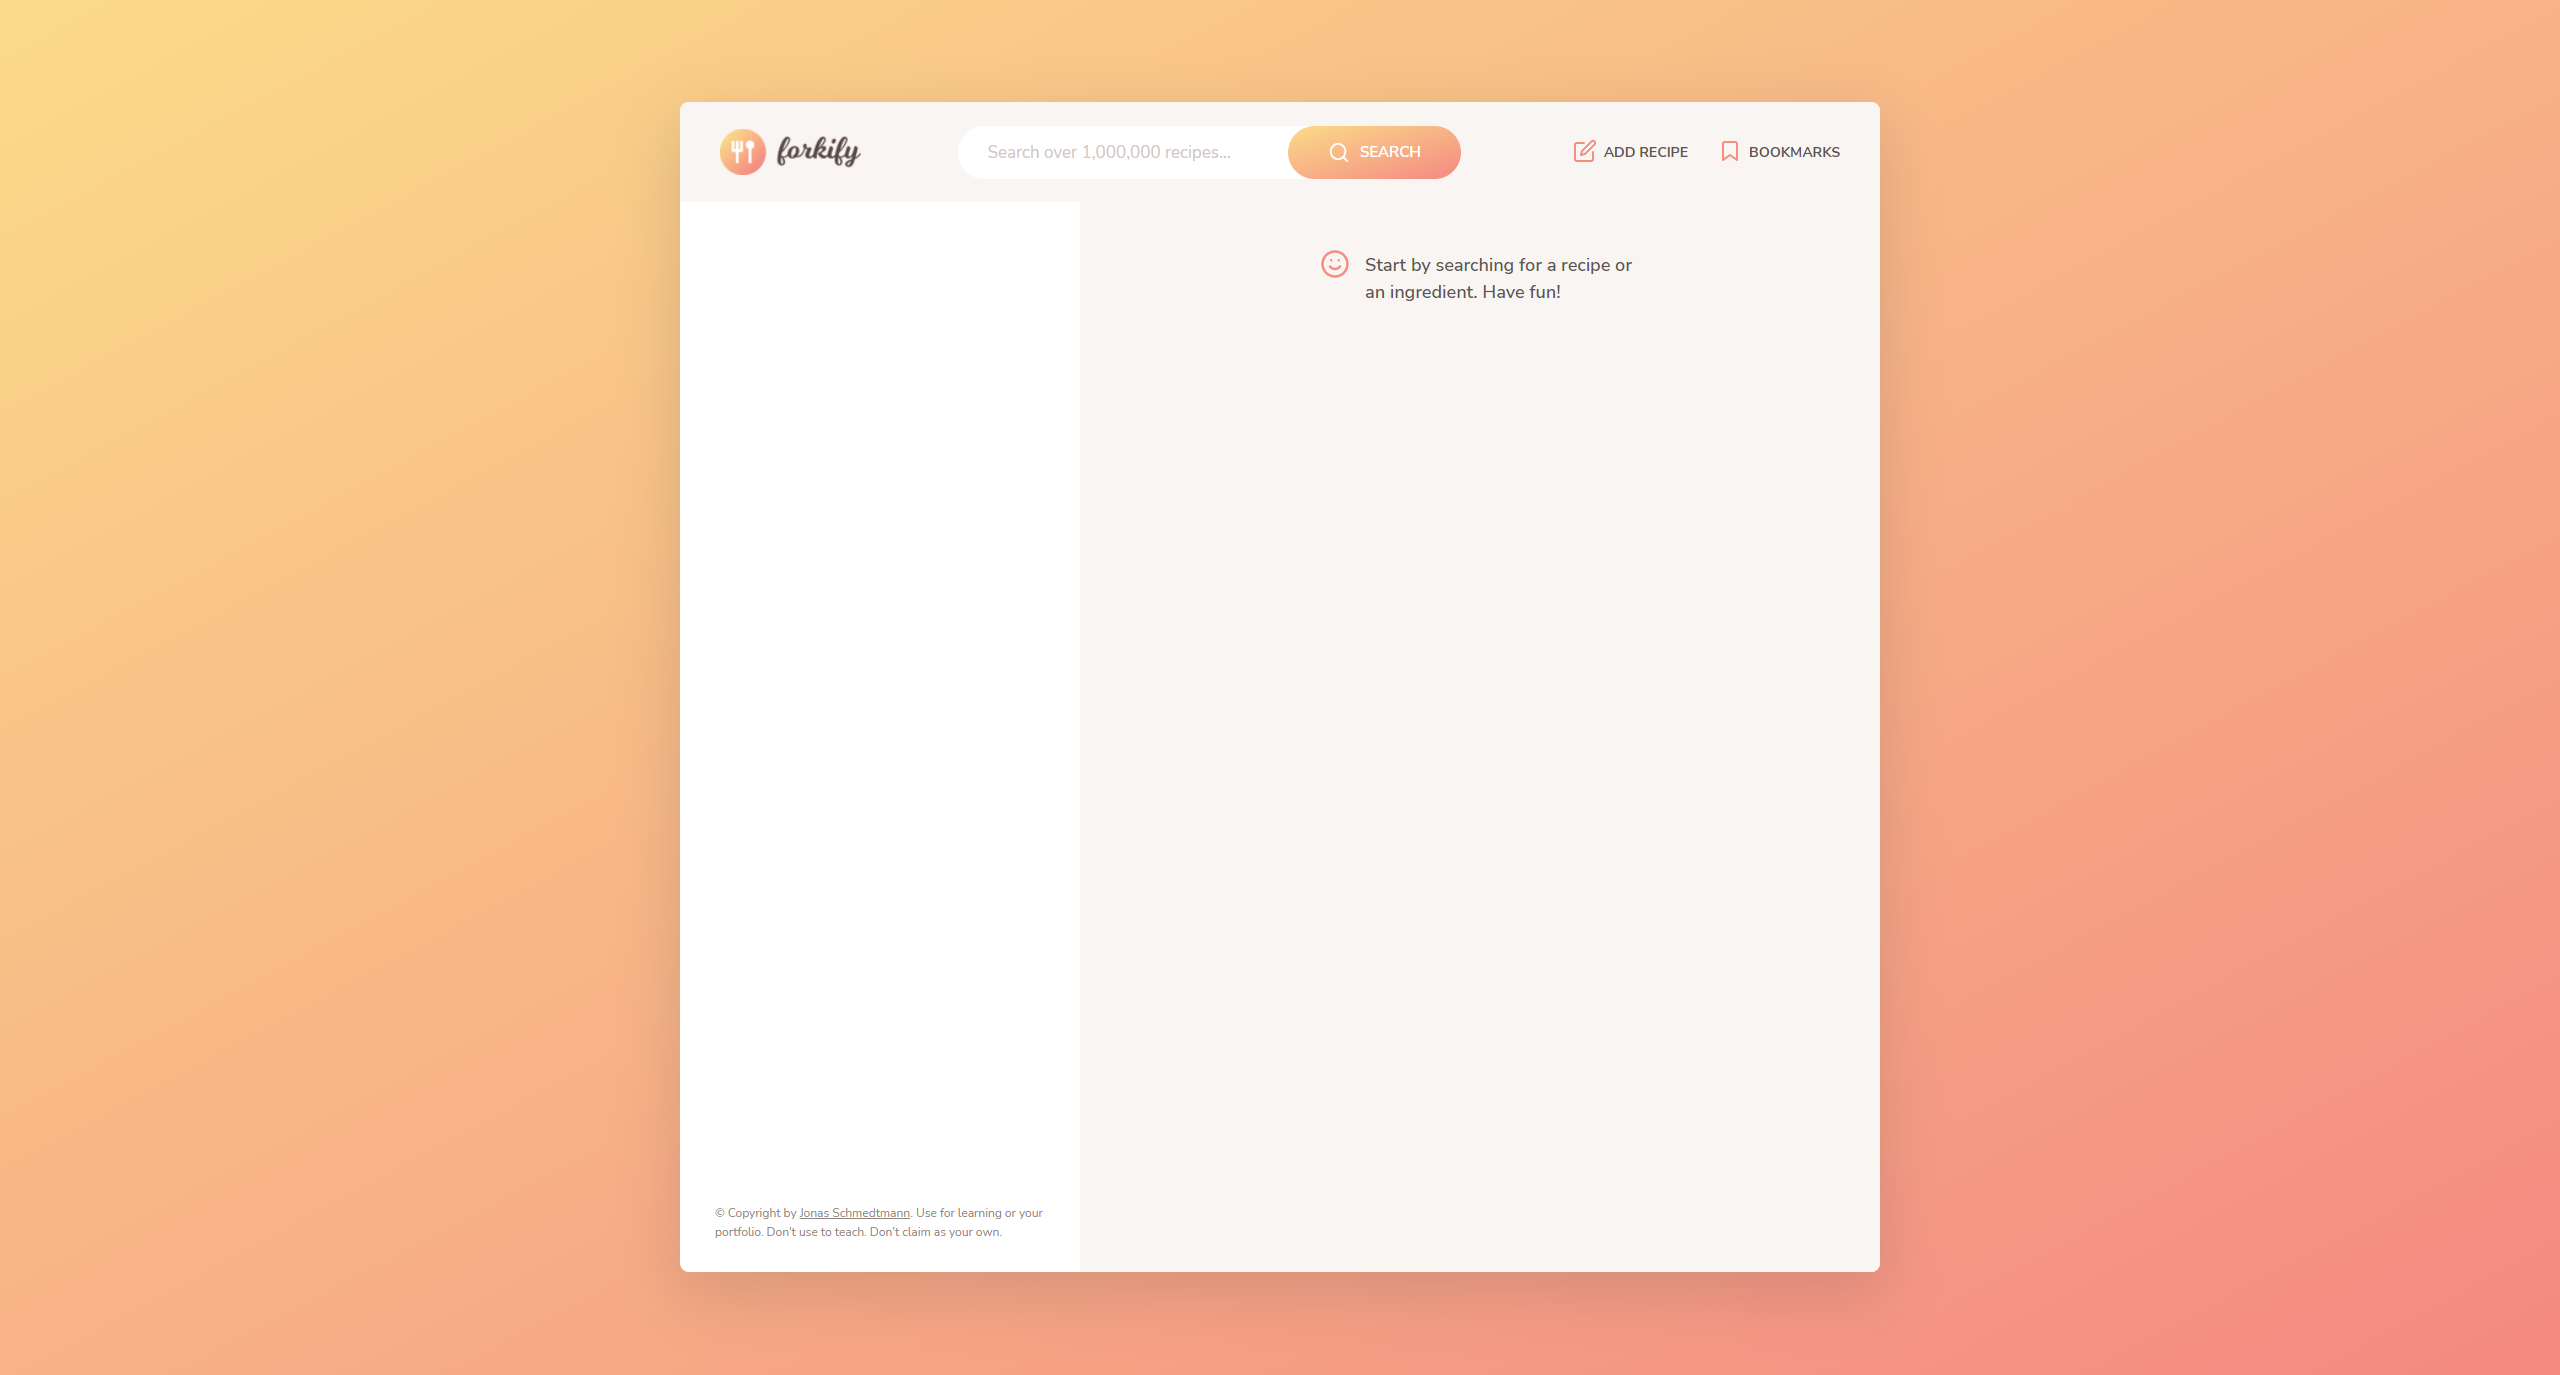 forkify
Search over 1,000,000 recipes...
SEARCH
ADD RECIPE
BOOKMARKS
Start by searching for a recipe or
an ingredient. Have fun!
© Copyright by Jonas Schmedtmann. Use for learning or your
portfolio. Don't use to teach. Don't claim as your own.